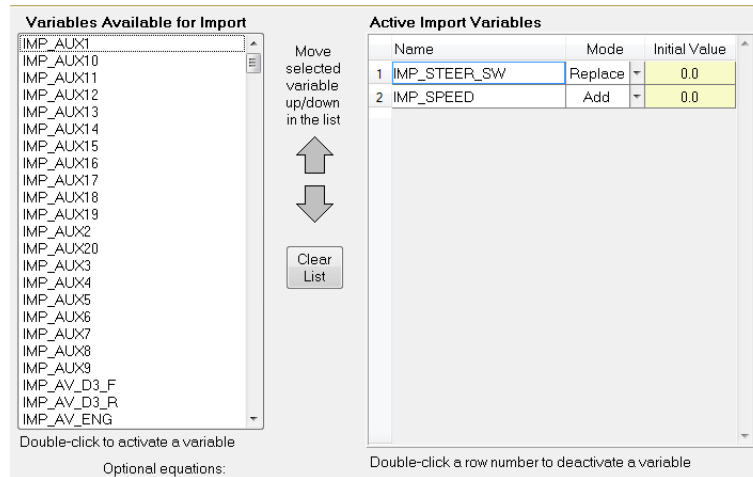 Variables Available for Import
IMP_AUX1
IMP_AUX10
IMP_AUX11
IMP_AUX12
IMP_AUX13
IMP_AUX14
IMP_AUX15
IMP_AUX16
IMP_AUX17
IMP_AUX18
IMP_AUX19
IMP_AUX2
IMP_AUX20
IMP_AUX3
IMP_AUX4
IMP_AUX5
IMP_AUX6
IMP_AUX7
IMP_AUX8
IMP_AUX9
IMP_AV_D3_F
IMP_AV_D3_R
IMP_AV_ENG
Double-click to activate a variable
Optional equations:
Move
selected
variable
up/down
in the list
Clear
List
Active Import Variables
Name Mode Initial Value
1 IMP_STEER_SW Replace 0.0
2 IMP_SPEED Add 0.0
Double-click a row number to deactivate a variable